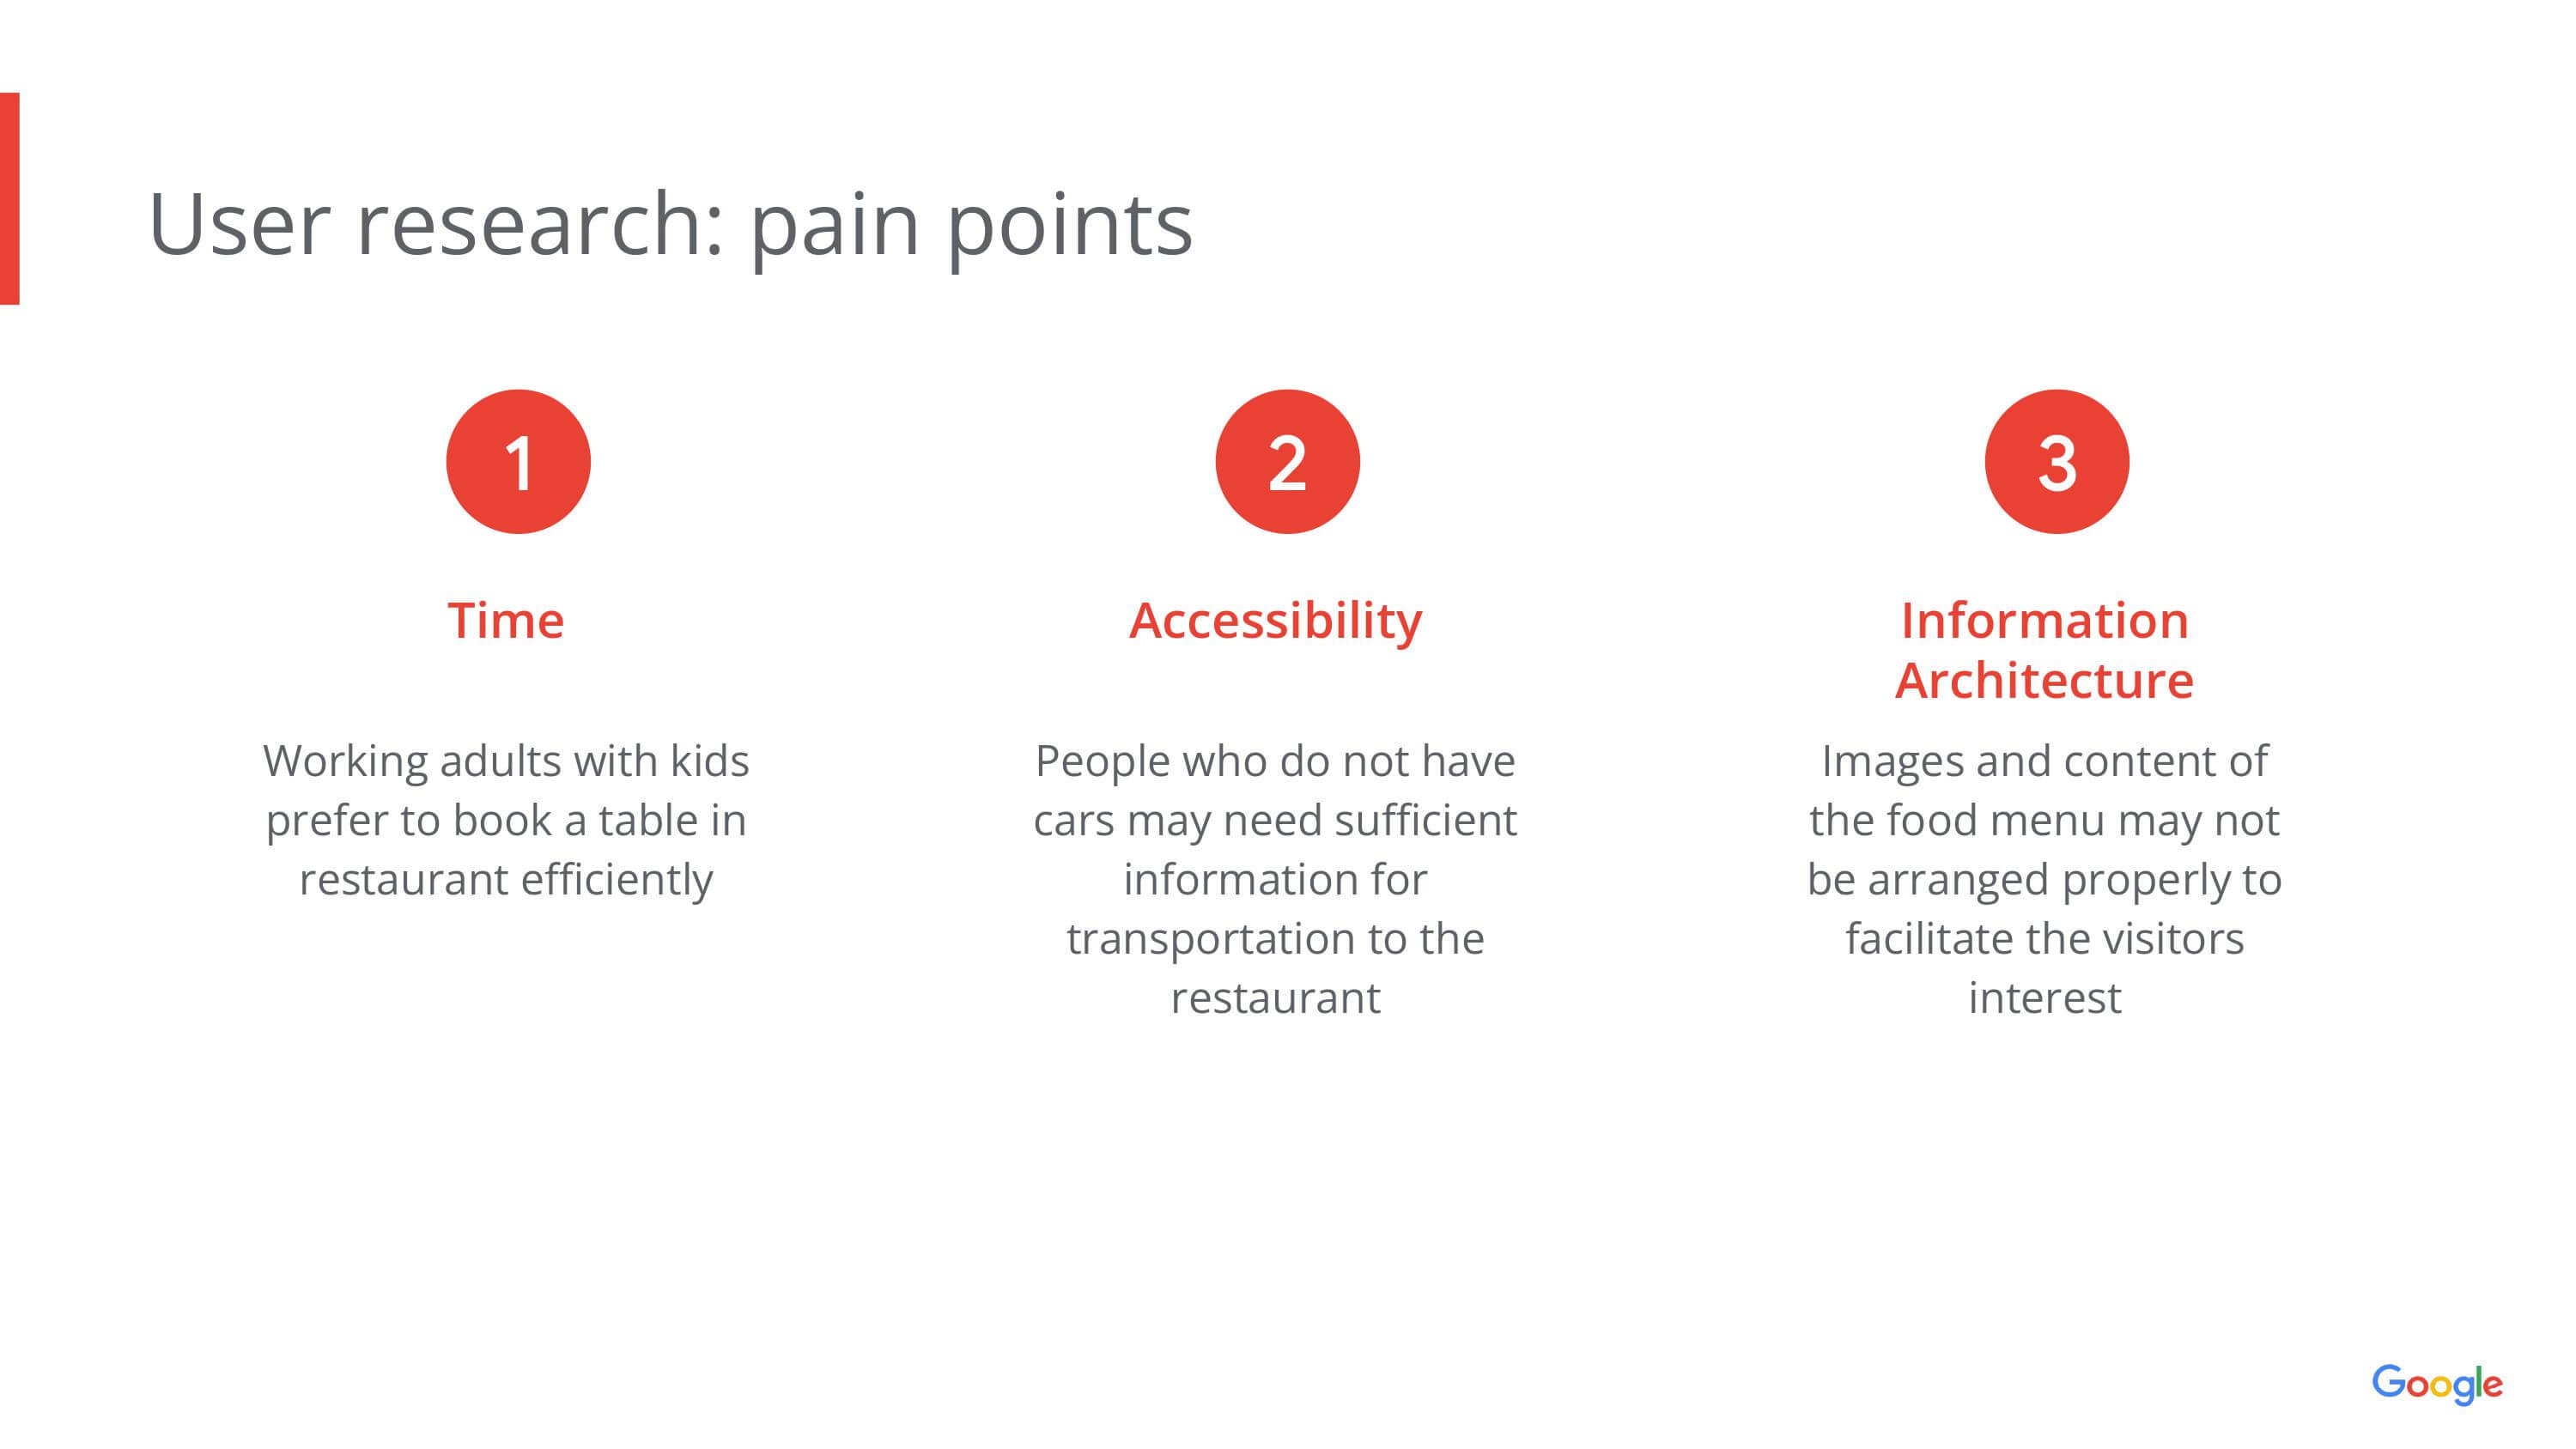 User research: pain points
1
Time
Working adults with kids
prefer to book a table in
restaurant efficiently
2
Accessibility
People who do not have
cars may need sufficient
information for
transportation to the
restaurant
3
Information
Architecture
Images and content of
the food menu may not
be arranged properly to
facilitate the visitors
interest
Google